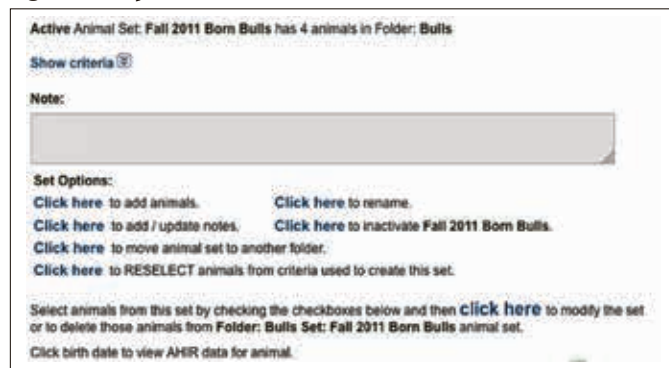 Active Animal Set: Fall 2011 Born Bulls has 4 animals in Folder: Bulls
Show criteria
Note:
Set Options:
Click here to add animals. Click here to rename.
Click here to add / update notes. Click here to inactivate Fall 2011 Born Bulls.
Click here to move animal set to another folder.
Click here to RESELECT animals from criteria used to create this set.
Select animals from this set by checking the checkboxes below and then click here to modify the set
or to delete those animals from Folder: Bulls Set: Fall 2011 Born Bulls animal set.
Click birth date to view AHIR data for animal.